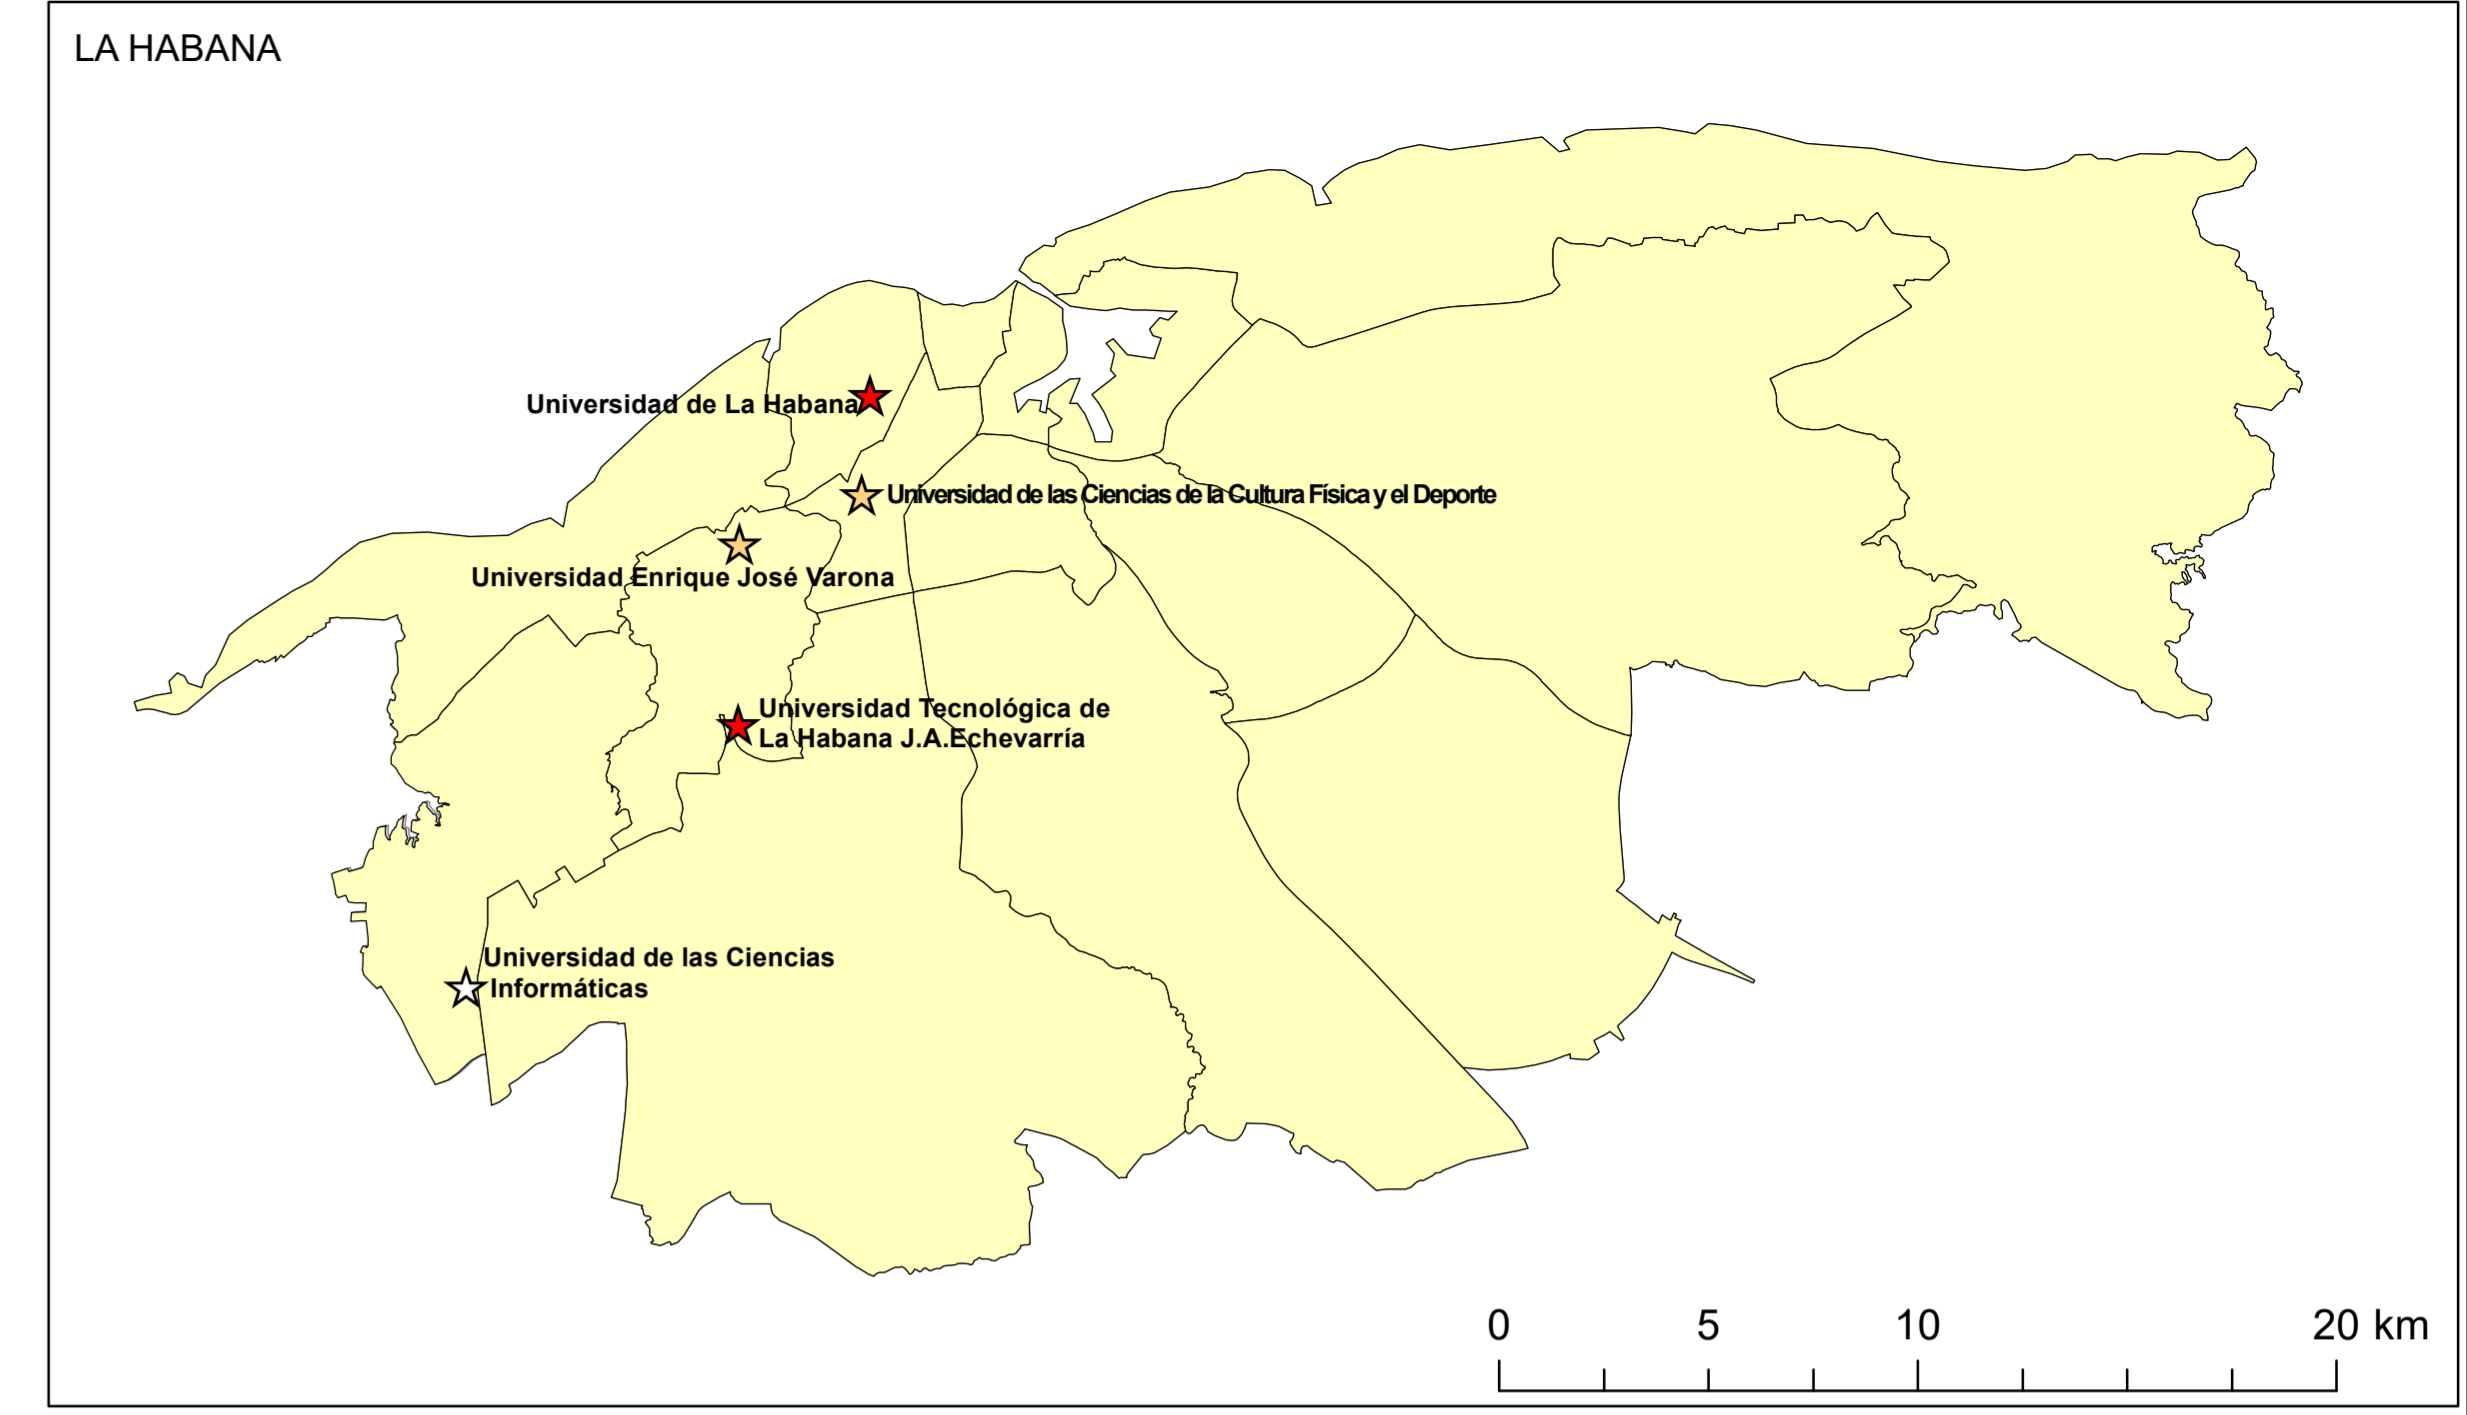 LA HABANA
Universidad de La Habana
Universidad de las Ciencias de la Cultura Física y el Deporte
Universidad Enrique José Varona
Universidad Tecnológica de
La Habana J.A.Echevarría
Universidad de las Ciencias
Informáticas
0 5 10 20 km